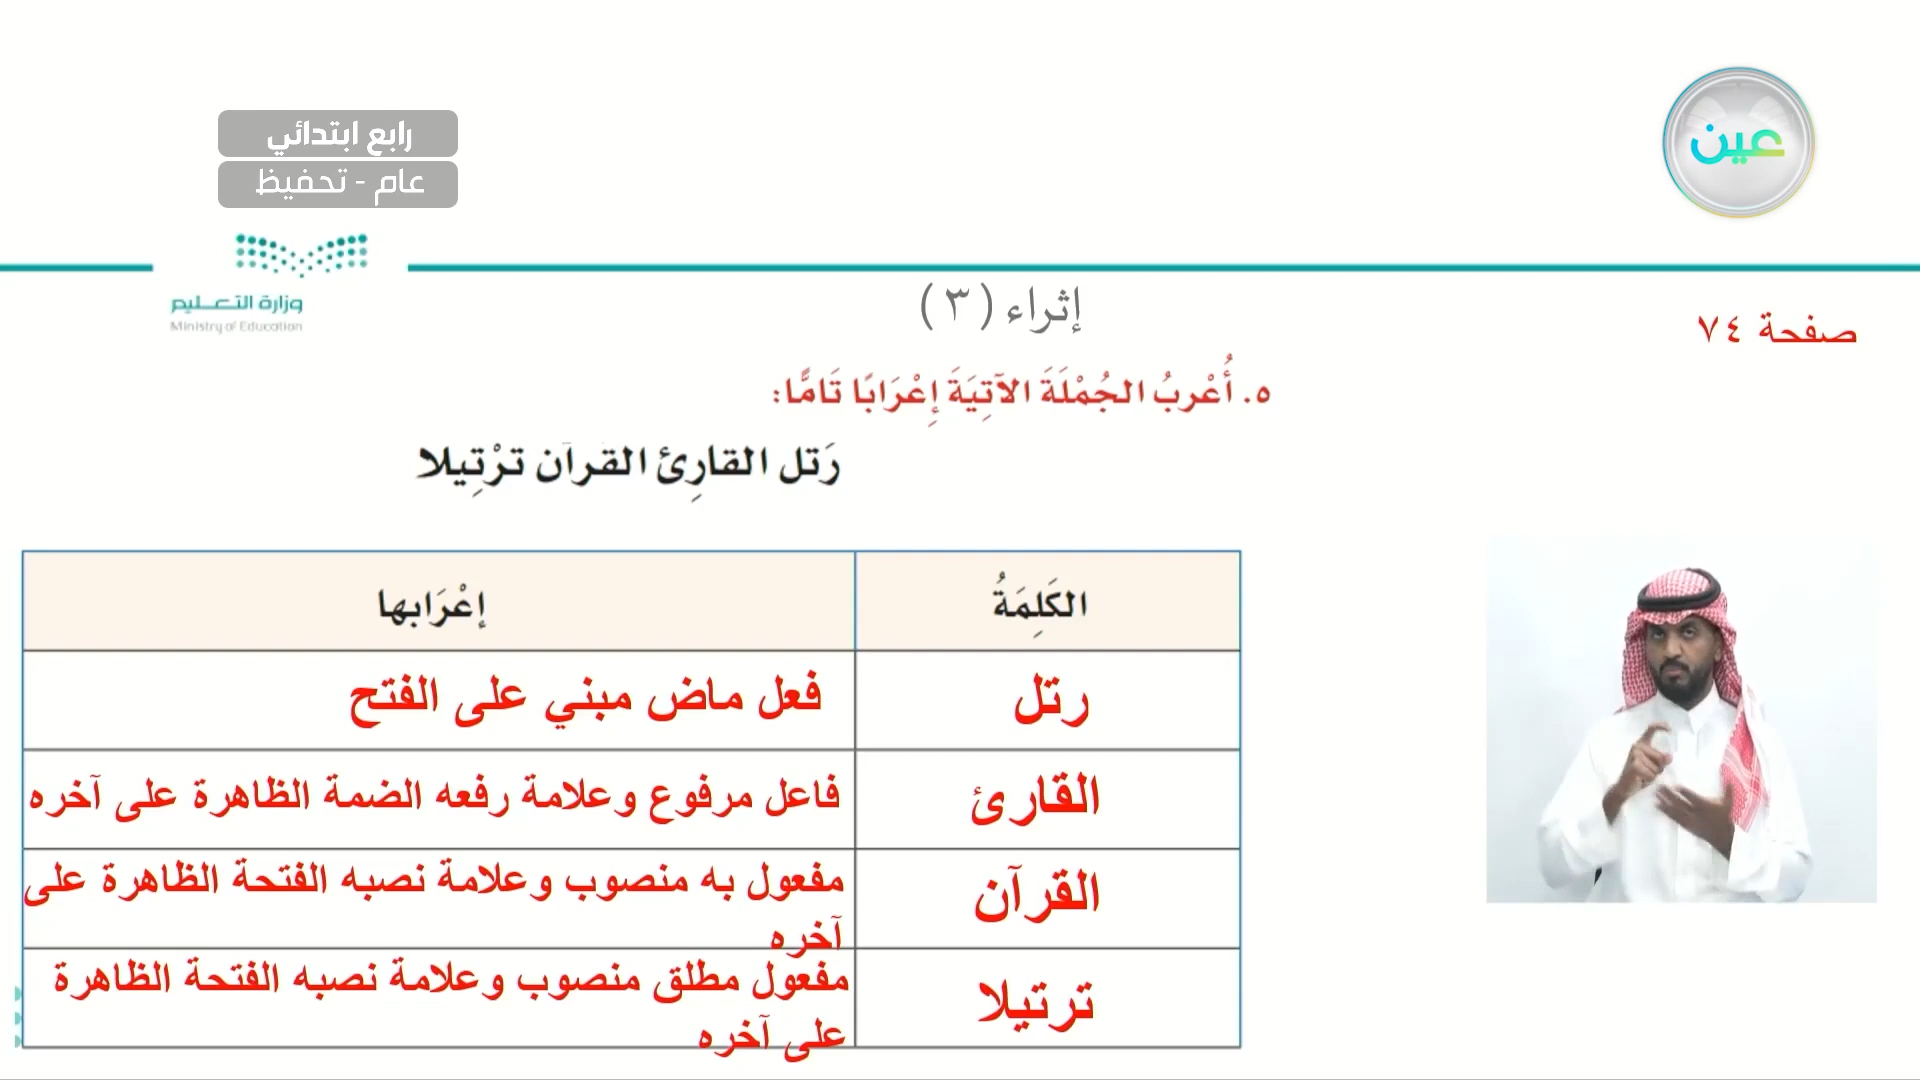 رابع ابتدائي
عام - تحفيظ
عين
وزارة التعليم
Ministry of Education
إثراء (٣)
صفحة ٧٤
٥. أُعْرِبُ الجُمْلَةَ الآتِيَةَ إِعْرَابًا تَامًّا:
رَتل القارِئ القرآن ترْتِيلا
الكَلِمَةُ
إعْرَابها
رتل
فعل ماض مبني على الفتح
القارئ
فاعل مرفوع وعلامة رفعه الضمة الظاهرة على آخره
القرآن
مفعول به منصوب وعلامة نصبه الفتحة الظاهرة على
آخره
ترتيلا
مفعول مطلق منصوب وعلامة نصبه الفتحة الظاهرة
على آخره